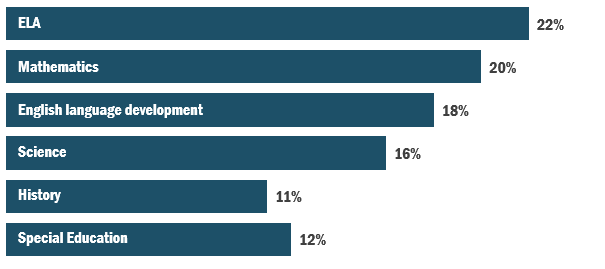 ELA 22%
Mathematics 20%
English language development 18%
Science 16%
History 11%
Special Education 12%